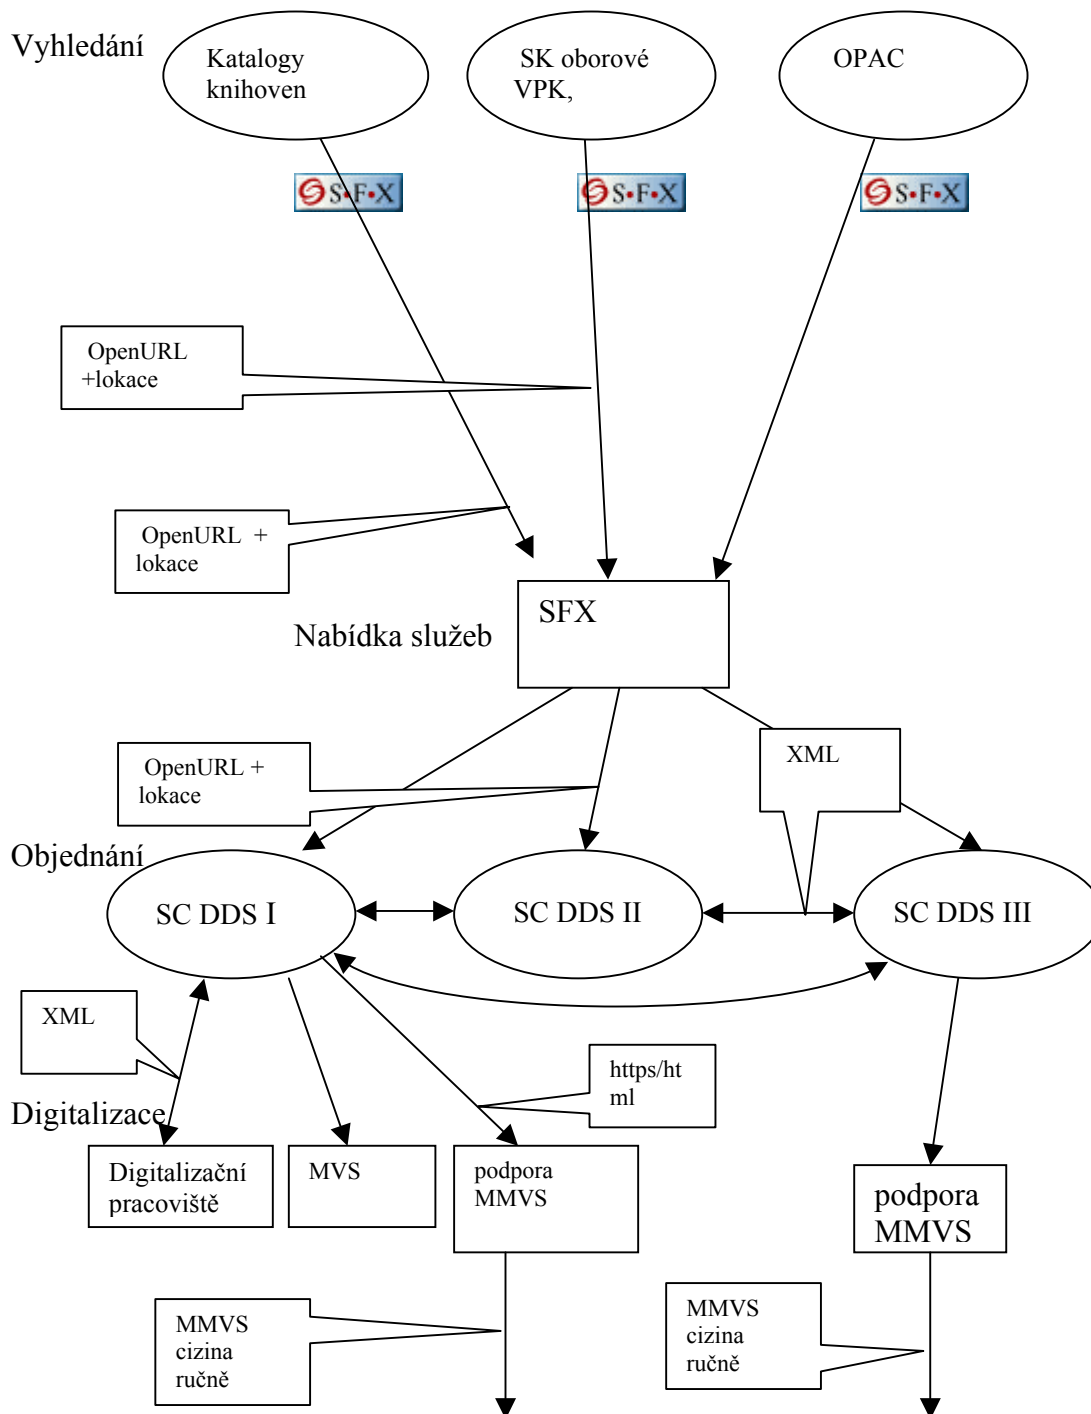 Vyhledání
Katalogy
knihoven
SK oborové
VPK,
OPAC
S•F•X
S•F•X
S•F•X
OpenURL
+lokace
OpenURL +
lokace
SFX
Nabídka služeb
OpenURL +
lokace
XML
Objednání
SC DDS I
SC DDS II
SC DDS III
XML
https/ht
ml
Digitalizace
Digitalizační
pracoviště
MVS
podpora
MMVS
podpora
MMVS
MMVS
cizina
ručně
MMVS
cizina
ručně